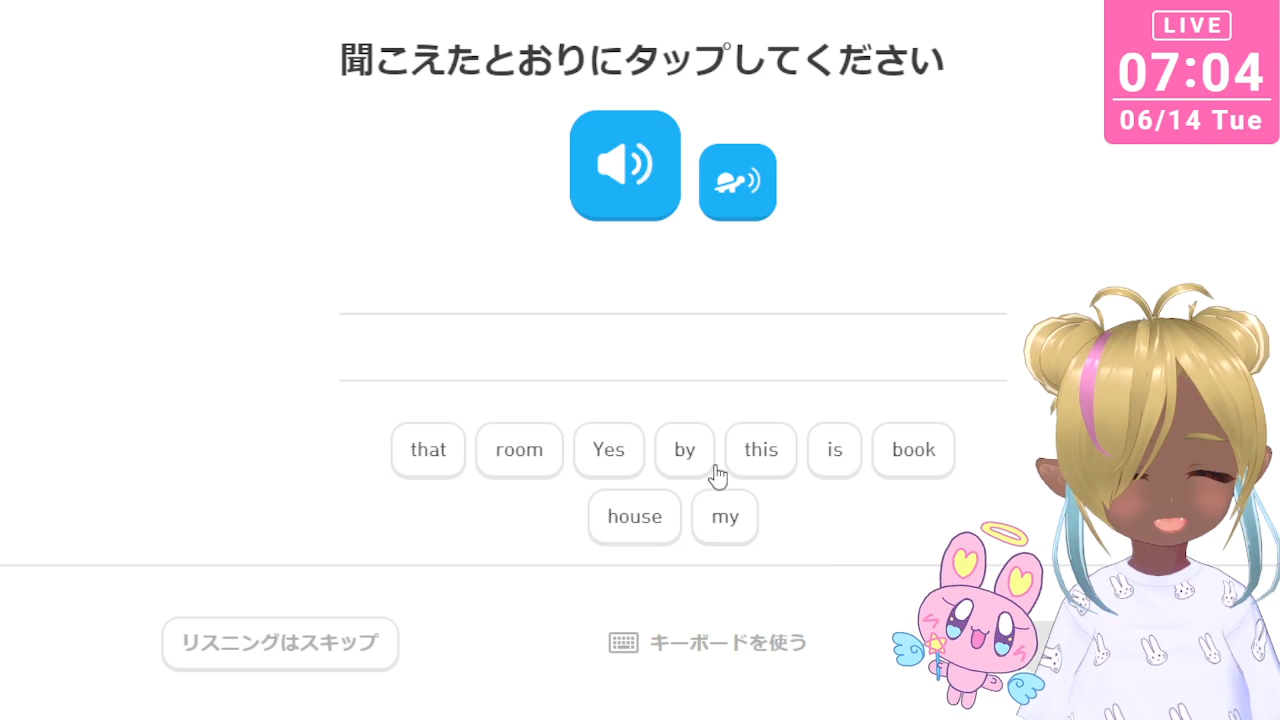 聞こえたとおりにタップしてください
LIVE
07:04
06/14 Tue
that room Yes by this is book
house my
リスニングはスキップ
キーボードを使う